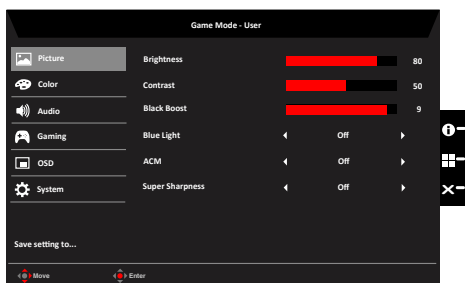 Game Mode - User
Picture
Brightness 80
Color
Contrast 50
Audio
Black Boost 9
Gaming
Blue Light Off
OSD
ACM Off
System
Super Sharpness Off
Save setting to...
Move Enter